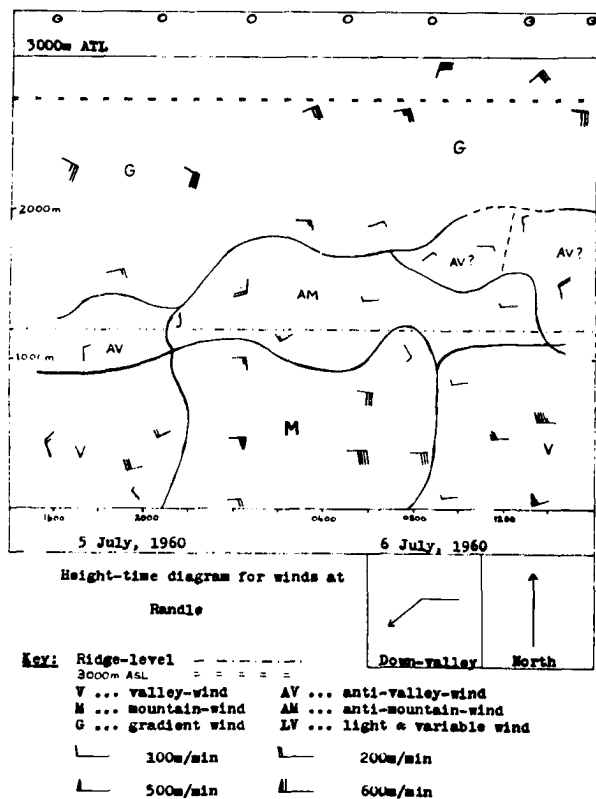 3000m ATL
G
G
2000m
AM
AV?
AV?
AV
M
V
V
1600 2000 0400 0800 1200
5 July, 1960 6 July, 1960
Height-time diagram for winds at
Randle
Down-valley North
Key: Ridge-level
3000m ASL
V ... valley-wind AV ... anti-valley-wind
M ... mountain-wind AM ... anti-mountain-wind
G ... gradient wind LV ... light & variable wind
100m/min 200m/min
500m/min 600m/min